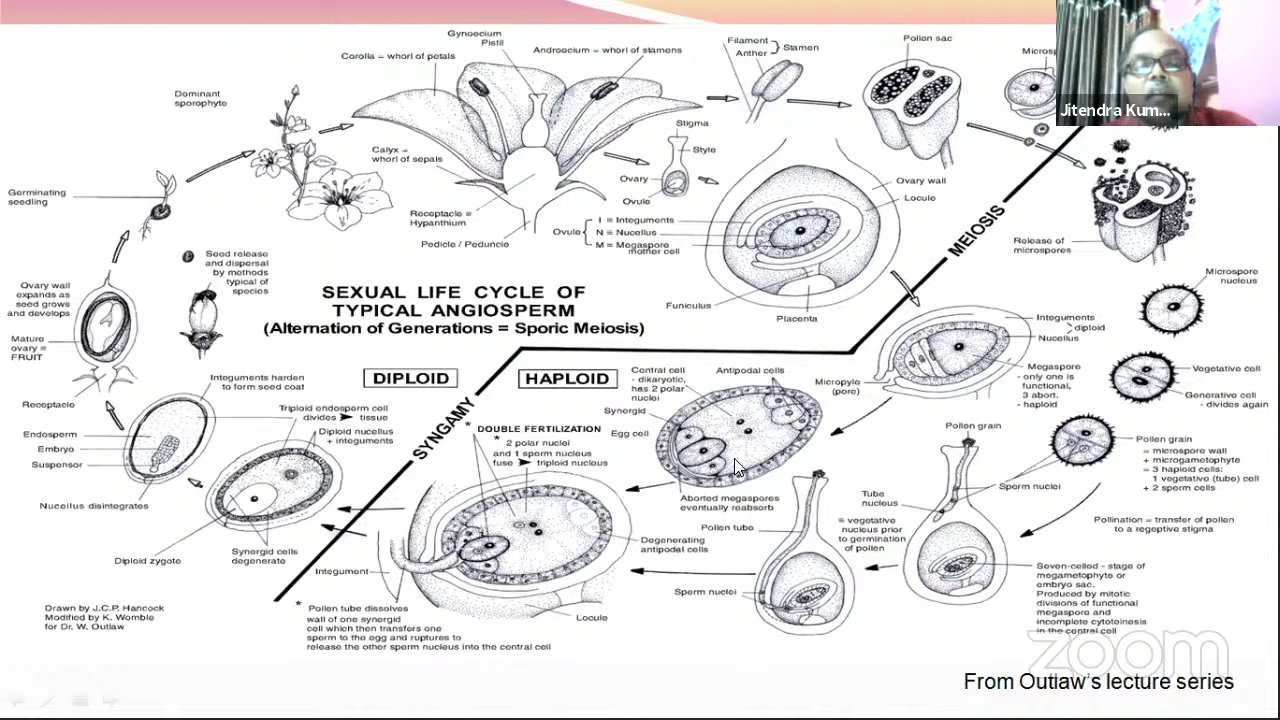 Gynoecium
Pistil
Corolla = whorl of petals
Androecium = whorl of stamens
Filament
Anther
Stamen
Pollen sac
Jitendra Kum...
Dominant
sporophyte
Stigma
Style
Calyx =
whorl of sepals
Ovary
Ovule
Ovary wall
Locule
Germinating
seedling
Receptacle =
Hypanthium
Pedicle / Peduncle
Ovule
I = Integuments
N = Nucellus
M = Megaspore
mother cell
Funiculus
Placenta
MEIOSIS
Release of
microspores
Microspore
nucleus
Seed release
and dispersal
by methods
typical of
species
Ovary wall
expands as
seed grows
and develops
Mature
ovary =
FRUIT
Receptacle
SEXUAL LIFE CYCLE OF
TYPICAL ANGIOSPERM
(Alternation of Generations = Sporic Meiosis)
DIPLOID
HAPLOID
SYNGAMY
Integuments
diploid
Nucellus
Micropyle
(pore)
Megaspore
- only one is
functional,
3 abort.
- haploid
Vegetative cell
Generative cell
- divides again
Integuments harden
to form seed coat
Triploid endosperm cell
divides tissue
Diploid nucellus
+ integuments
Endosperm
Embryo
Suspensor
Nucellus disintegrates
Diploid zygote
Synergid cells
degenerate
Central cell
- dikaryotic,
has 2 polar
nuclei
Antipodal cells
Synergid
Egg cell
* DOUBLE FERTILIZATION
* 2 polar nuclei
and 1 sperm nucleus
fuse triploid nucleus
Aborted megaspores
eventually reabsorb
Pollen tube
Degenerating
antipodal cells
Sperm nuclei
Integument
Locule
* Pollen tube dissolves
wall of one synergid
cell which then transfers one
sperm to the egg and ruptures to
release the other sperm nucleus into the central cell
Pollen grain
Tube
nucleus
= vegetative
nucleus prior
to germination
of pollen
Sperm nuclei
Pollen grain
= microspore wall
+ microgametophyte
= 3 haploid cells:
1 vegetative (tube) cell
+ 2 sperm cells
Pollination = transfer of pollen
to a receptive stigma
Seven-celled - stage of
megametophyte or
embryo sac.
Produced by mitotic
divisions of functional
megaspore and
incomplete cytokinesis
in the central cell
Drawn by J.C.P. Hancock
Modified by K. Womble
for Dr. W. Outlaw
zoom
From Outlaw's lecture series